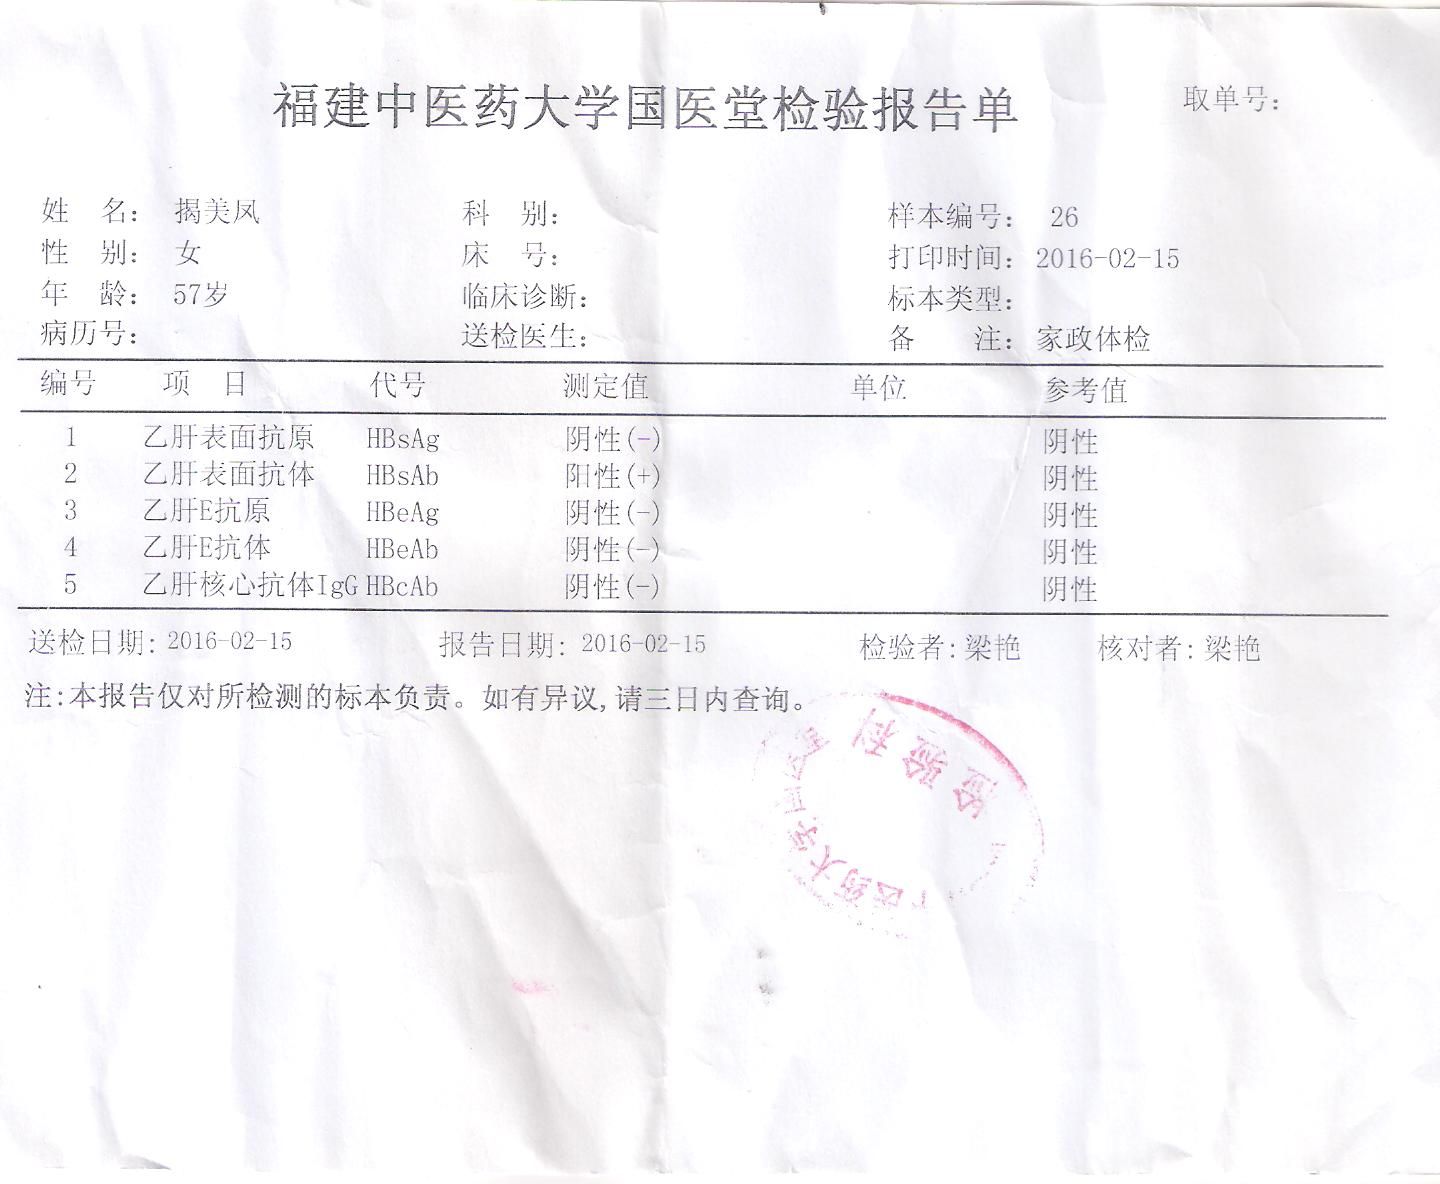 福建中医药大学国医堂检验报告单 取单号:
姓 名: 揭美凤 科 别: 样本编号: 26
性 别: 女 床 号: 打印时间: 2016-02-15
年 龄: 57岁 临床诊断: 标本类型:
病历号: 送检医生: 备 注: 家政体检
编号 项 目 代号 测定值 单位 参考值
1 乙肝表面抗原 HBsAg 阴性(-) 阴性
2 乙肝表面抗体 HBsAb 阳性(+) 阴性
3 乙肝E抗原 HBeAg 阴性(-) 阴性
4 乙肝E抗体 HBeAb 阴性(-) 阴性
5 乙肝核心抗体IgG HBcAb 阴性(-) 阴性
送检日期: 2016-02-15 报告日期: 2016-02-15 检验者: 梁艳 核对者: 梁艳
注:本报告仅对所检测的标本负责。如有异议,请三日内查询。
医药大学国医堂
检验科